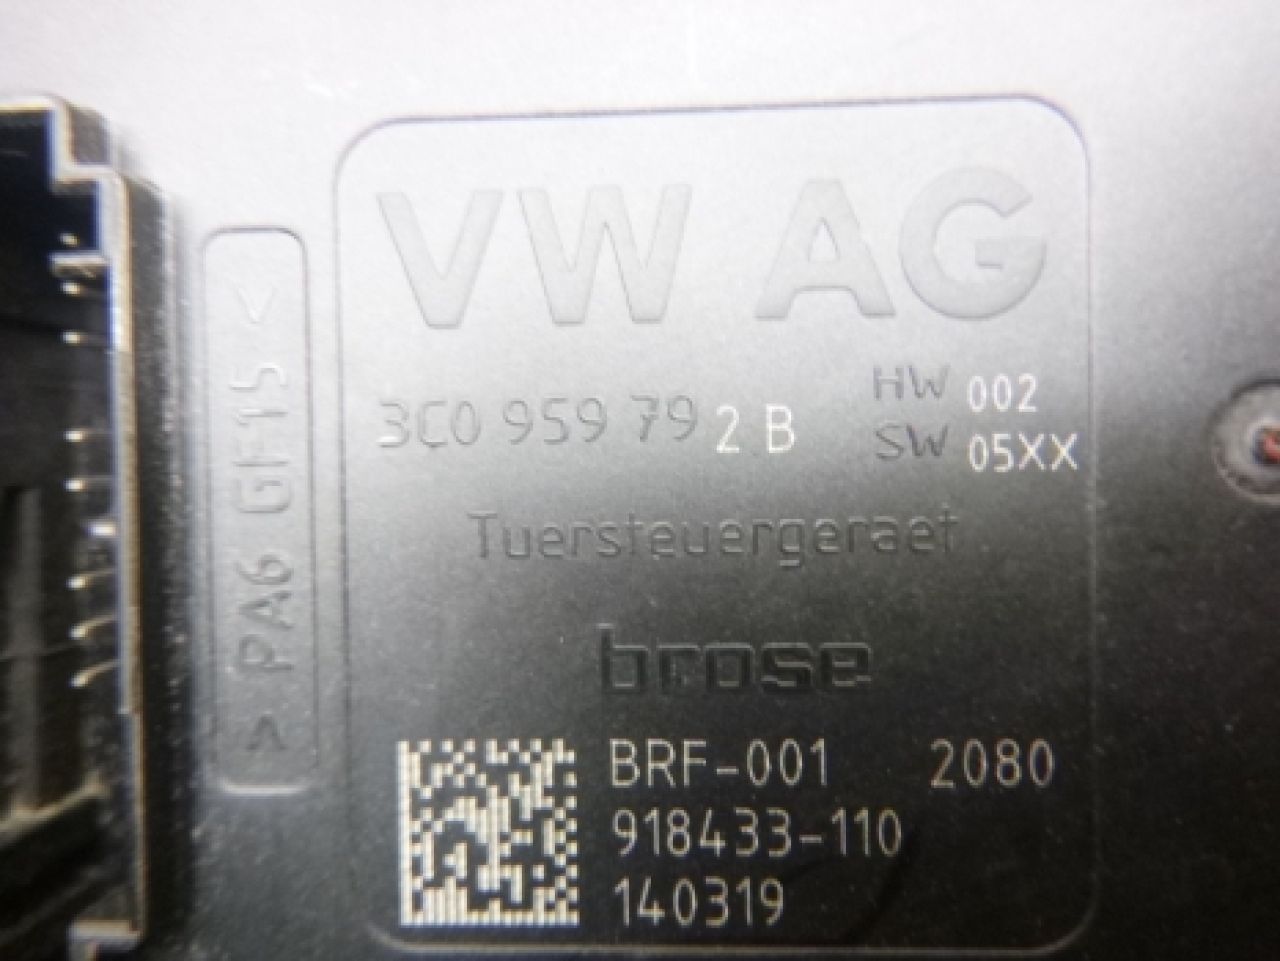 VW AG
3C0 959 792 B
HW 002
SW 05XX
Tuersteuergeraet
brose
BRF-001 2080
918433-110
140319
> PA6 GF15 <